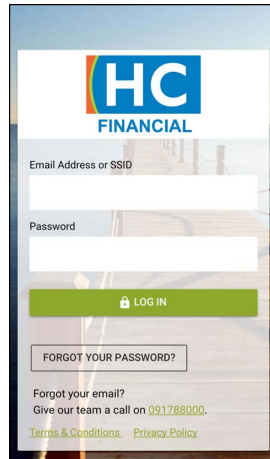 HC
FINANCIAL
Email Address or SSID
Password
LOG IN
FORGOT YOUR PASSWORD?
Forgot your email?
Give our team a call on 091788000.
Terms & Conditions Privacy Policy